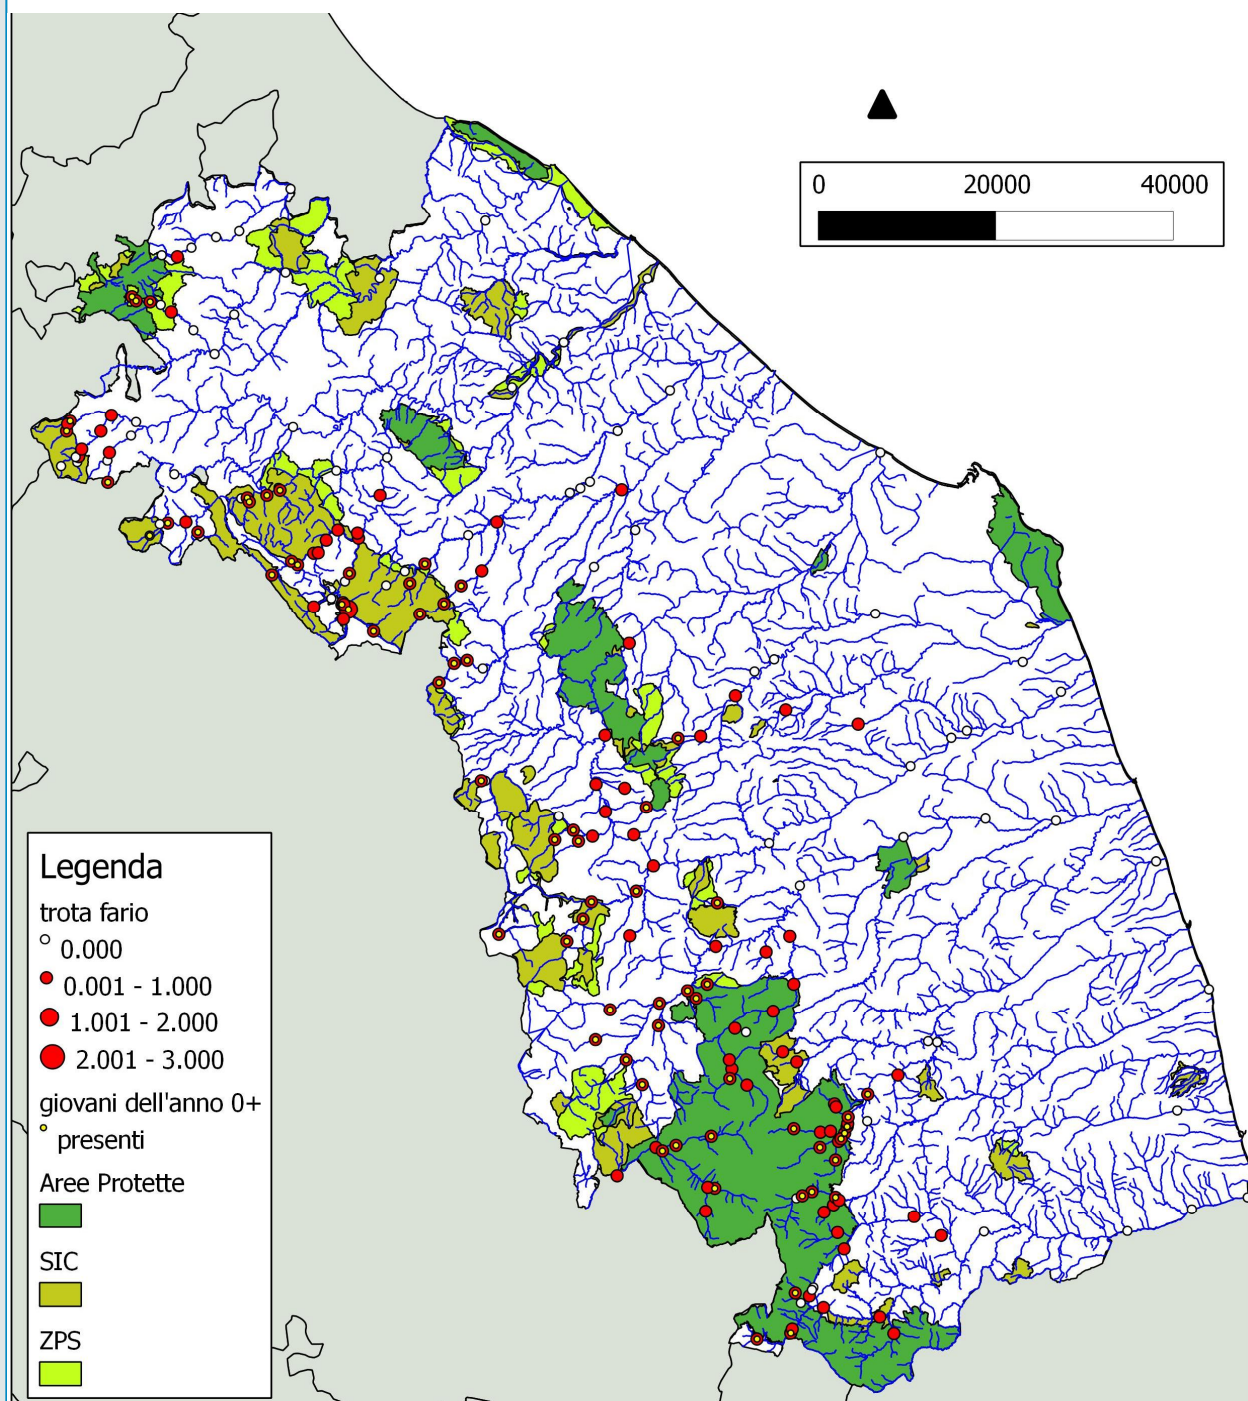 0 20000 40000
Legenda
trota fario
0.000
0.001 - 1.000
1.001 - 2.000
2.001 - 3.000
giovani dell'anno 0+
presenti
Aree Protette
SIC
ZPS